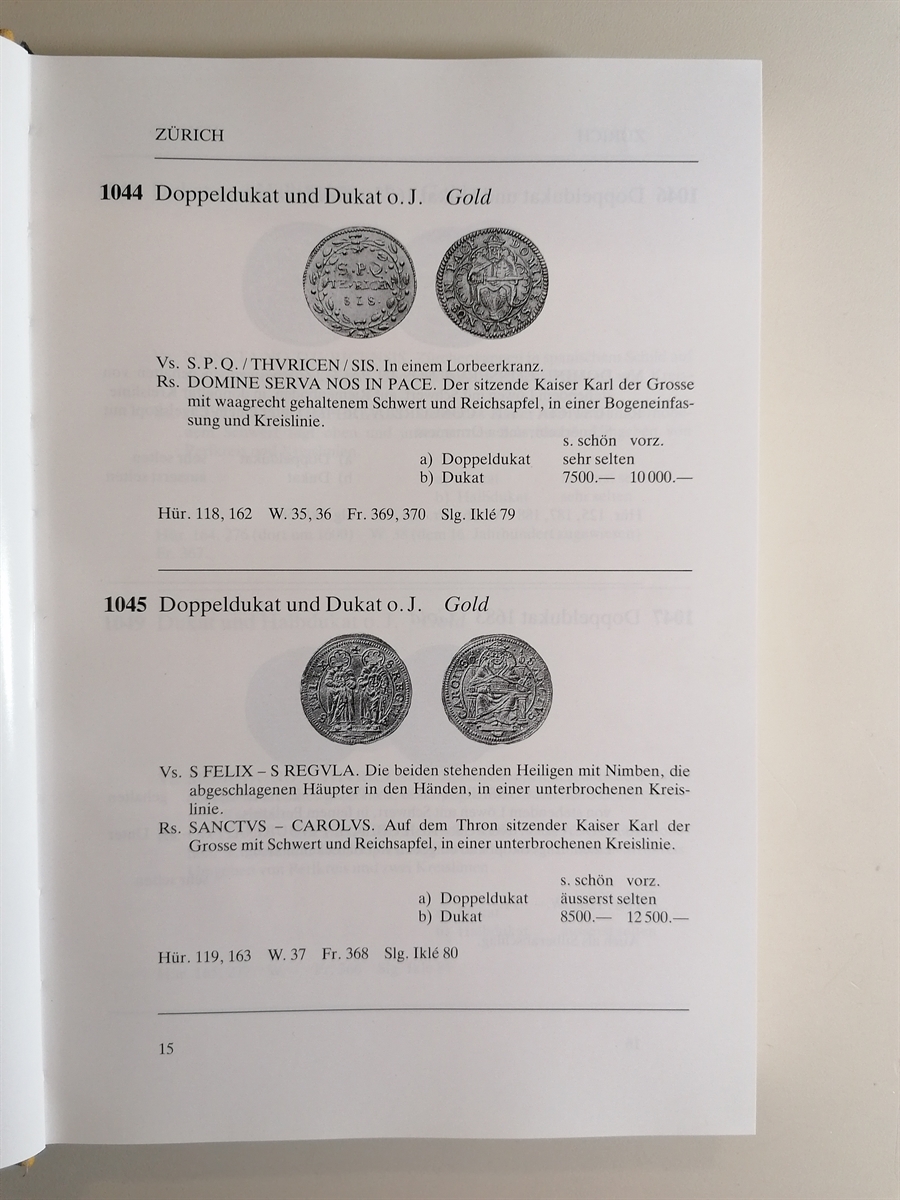 ZÜRICH
1044 Doppeldukat und Dukat o. J. Gold
S.P.Q.
THVRICEN
SIS.
Vs. S. P. Q. / THVRICEN / SIS. In einem Lorbeerkranz.
Rs. DOMINE SERVA NOS IN PACE. Der sitzende Kaiser Karl der Grosse
mit waagrecht gehaltenem Schwert und Reichsapfel, in einer Bogeneinfas-
sung und Kreislinie.
s. schön vorz.
a) Doppeldukat sehr selten
b) Dukat 7500.— 10 000.—
Hür. 118, 162 W. 35, 36 Fr. 369, 370 Slg. Iklé 79
1045 Doppeldukat und Dukat o. J. Gold
Vs. S FELIX – S REGVLA. Die beiden stehenden Heiligen mit Nimben, die
abgeschlagenen Häupter in den Händen, in einer unterbrochenen Kreis-
linie.
Rs. SANCTVS – CAROLVS. Auf dem Thron sitzender Kaiser Karl der
Grosse mit Schwert und Reichsapfel, in einer unterbrochenen Kreislinie.
s. schön vorz.
a) Doppeldukat äusserst selten
b) Dukat 8500.— 12 500.—
Hür. 119, 163 W. 37 Fr. 368 Slg. Iklé 80
15